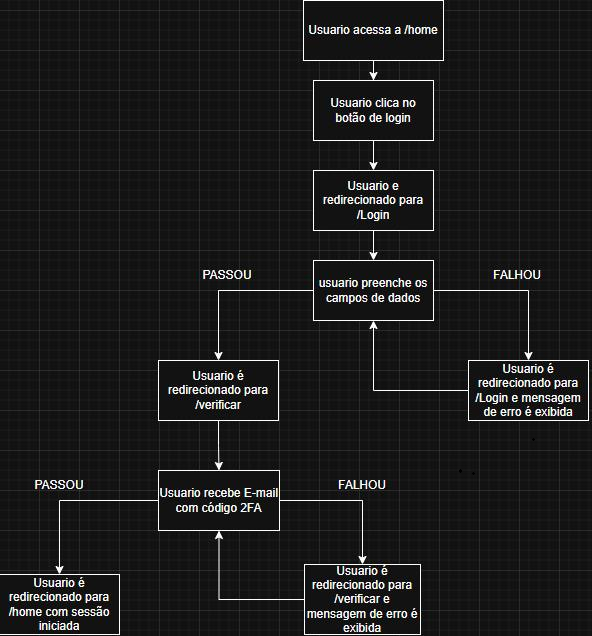 Usuario acessa a /home
Usuario clica no
botão de login
Usuario e
redirecionado para
/Login
usuario preenche os
campos de dados
PASSOU
FALHOU
Usuario é
redirecionado para
/verificar
Usuario é
redirecionado para
/Login e mensagem
de erro é exibida
Usuario recebe E-mail
com código 2FA
PASSOU
FALHOU
Usuario é
redirecionado para
/home com sessão
iniciada
Usuario é
redirecionado para
/verificar e
mensagem de erro é
exibida